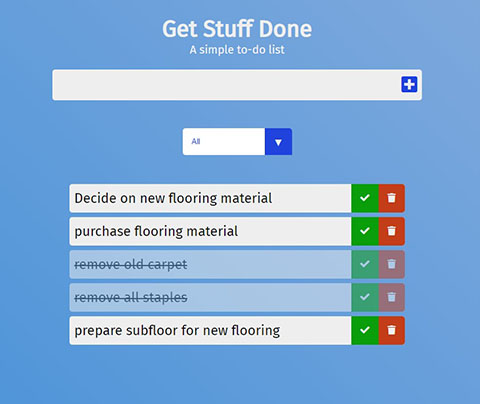 Get Stuff Done
A simple to-do list
All
Decide on new flooring material
purchase flooring material
remove old carpet
remove all staples
prepare subfloor for new flooring